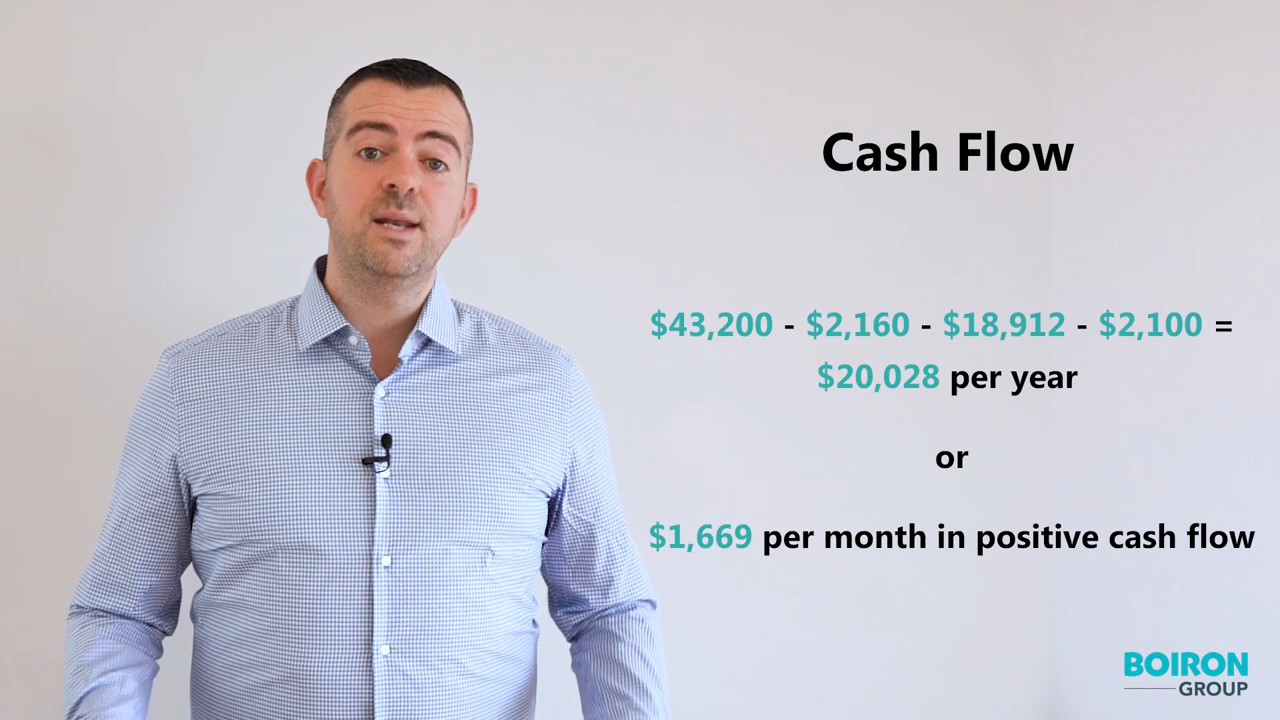 Cash Flow
$43,200 - $2,160 - $18,912 - $2,100 =
$20,028 per year
or
$1,669 per month in positive cash flow
BOIRON
GROUP